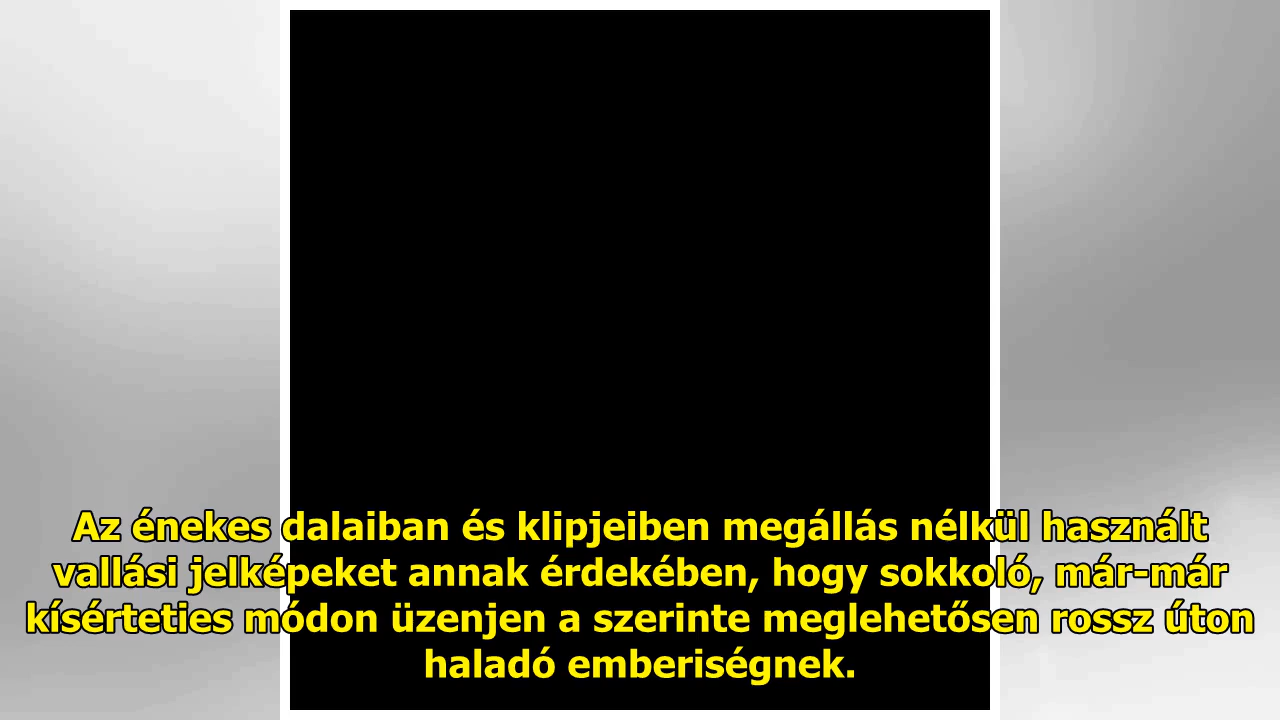 Az énekes dalaiban és klipjeiben megállás nélkül használt
vallási jelképeket annak érdekében, hogy sokkoló, már-már
kísérteties módon üzenjen a szerinte meglehetősen rossz úton
haladó emberiségnek.